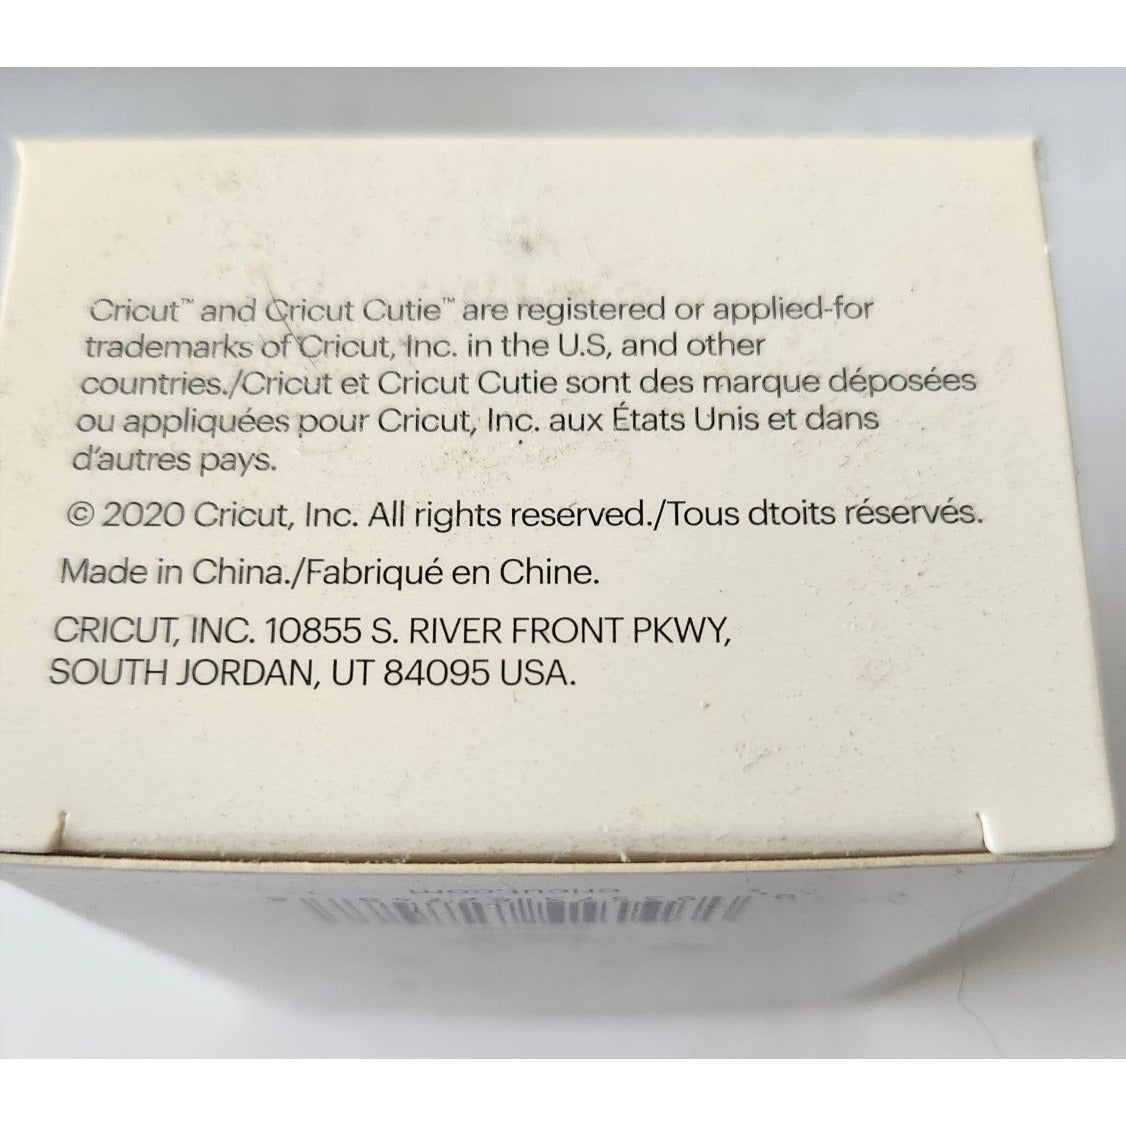 Cricut™ and Cricut Cutie™ are registered or applied-for
trademarks of Cricut, Inc. in the U.S, and other
countries./Cricut et Cricut Cutie sont des marque déposées
ou appliquées pour Cricut, Inc. aux États Unis et dans
d'autres pays.
© 2020 Cricut, Inc. All rights reserved./Tous dtoits réservés.
Made in China./Fabriqué en Chine.
CRICUT, INC. 10855 S. RIVER FRONT PKWY,
SOUTH JORDAN, UT 84095 USA.
cricut.com